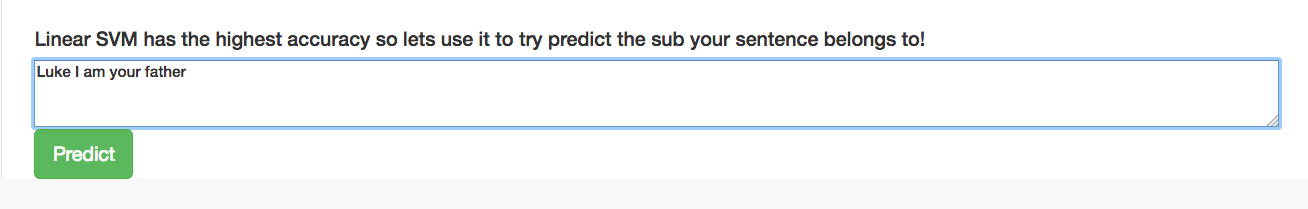 Linear SVM has the highest accuracy so lets use it to try predict the sub your sentence belongs to!
Luke I am your father
Predict